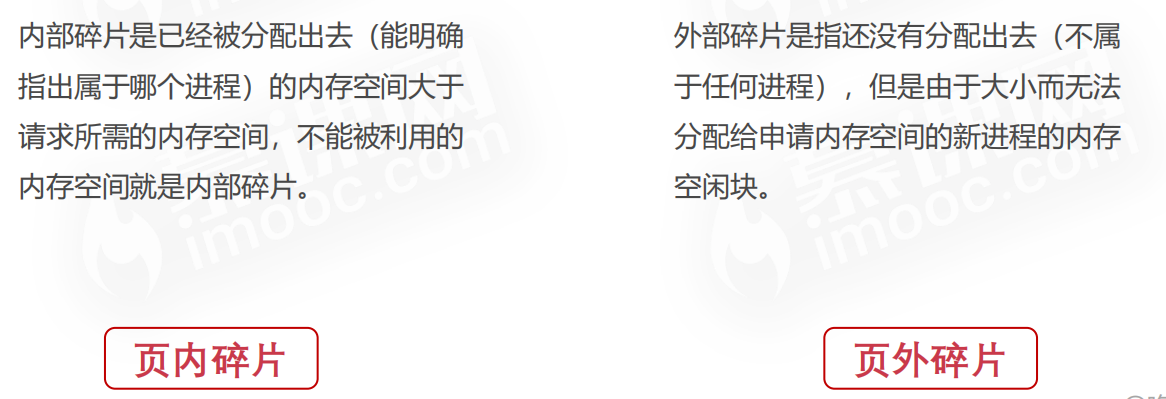 内部碎片是已经被分配出去（能明确
指出属于哪个进程）的内存空间大于
请求所需的内存空间，不能被利用的
内存空间就是内部碎片。
外部碎片是指还没有分配出去（不属
于任何进程），但是由于大小而无法
分配给申请内存空间的新进程的内存
空闲块。
慕课网
imooc.com
慕课网
imooc.com
页内碎片
页外碎片